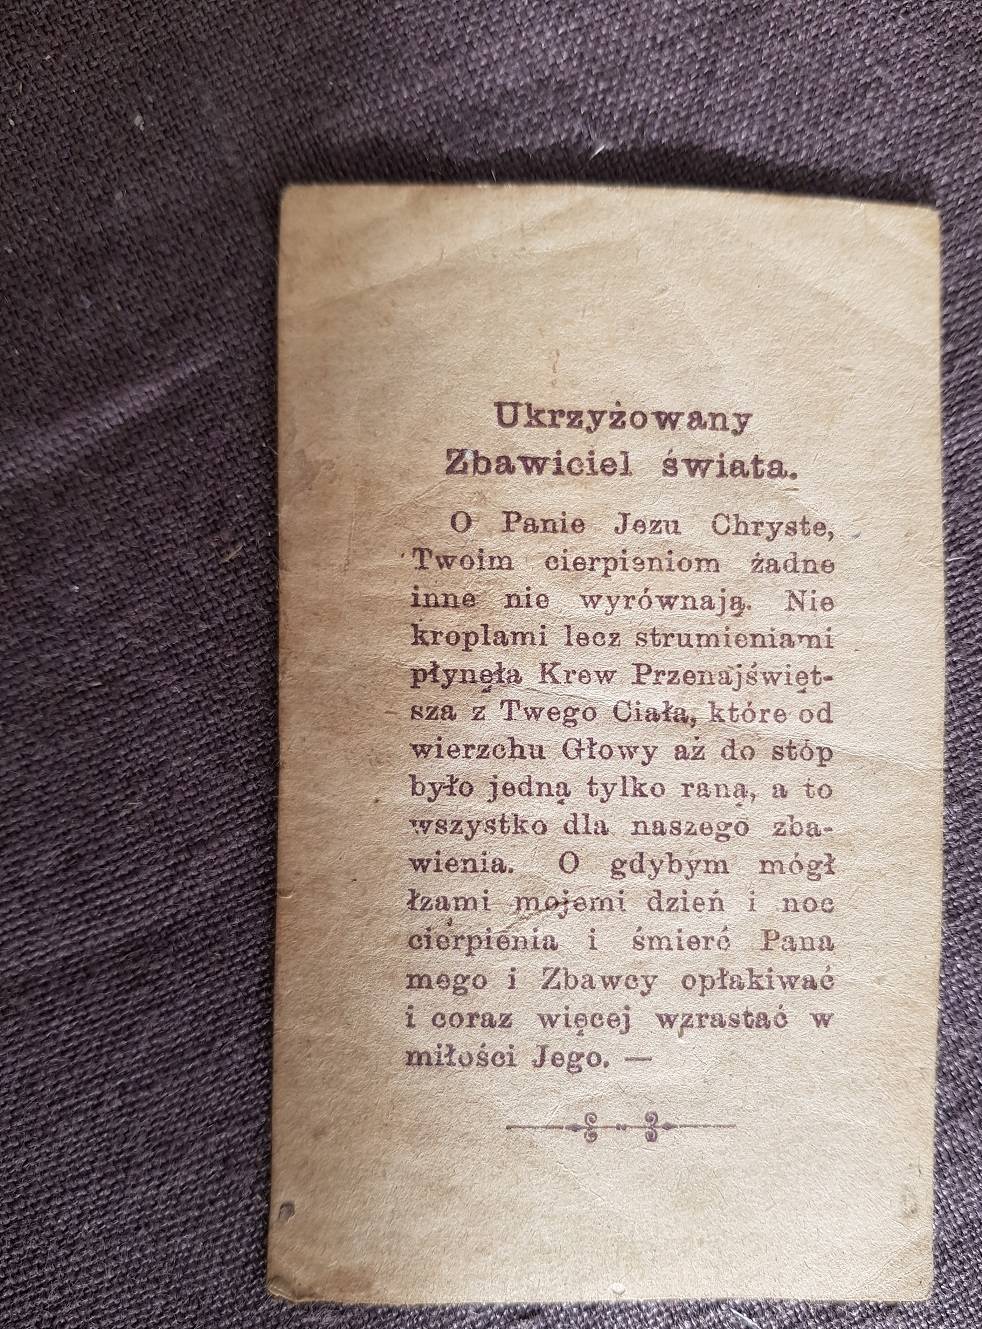 Ukrzyżowany
Zbawiciel świata.
O Panie Jezu Chryste,
Twoim cierpieniom żadne
inne nie wyrównają. Nie
kroplami lecz strumieniami
płynęła Krew Przenajświęt-
sza z Twego Ciała, które od
wierzchu Głowy aż do stóp
było jedną tylko raną, a to
wszystko dla naszego zba-
wienia. O gdybym mógł
łzami mojemi dzień i noc
cierpienia i śmierć Pana
mego i Zbawcy opłakiwać
i coraz więcej wzrastać w
miłości Jego. —